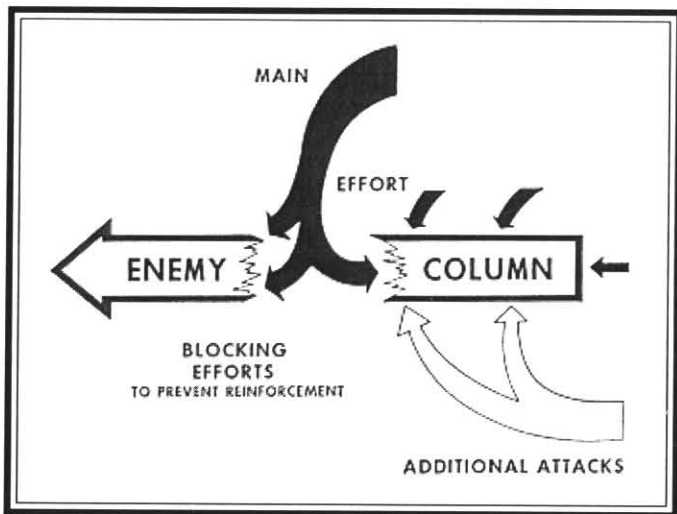 MAIN
EFFORT
ENEMY
COLUMN
BLOCKING
EFFORTS
TO PREVENT REINFORCEMENT
ADDITIONAL ATTACKS